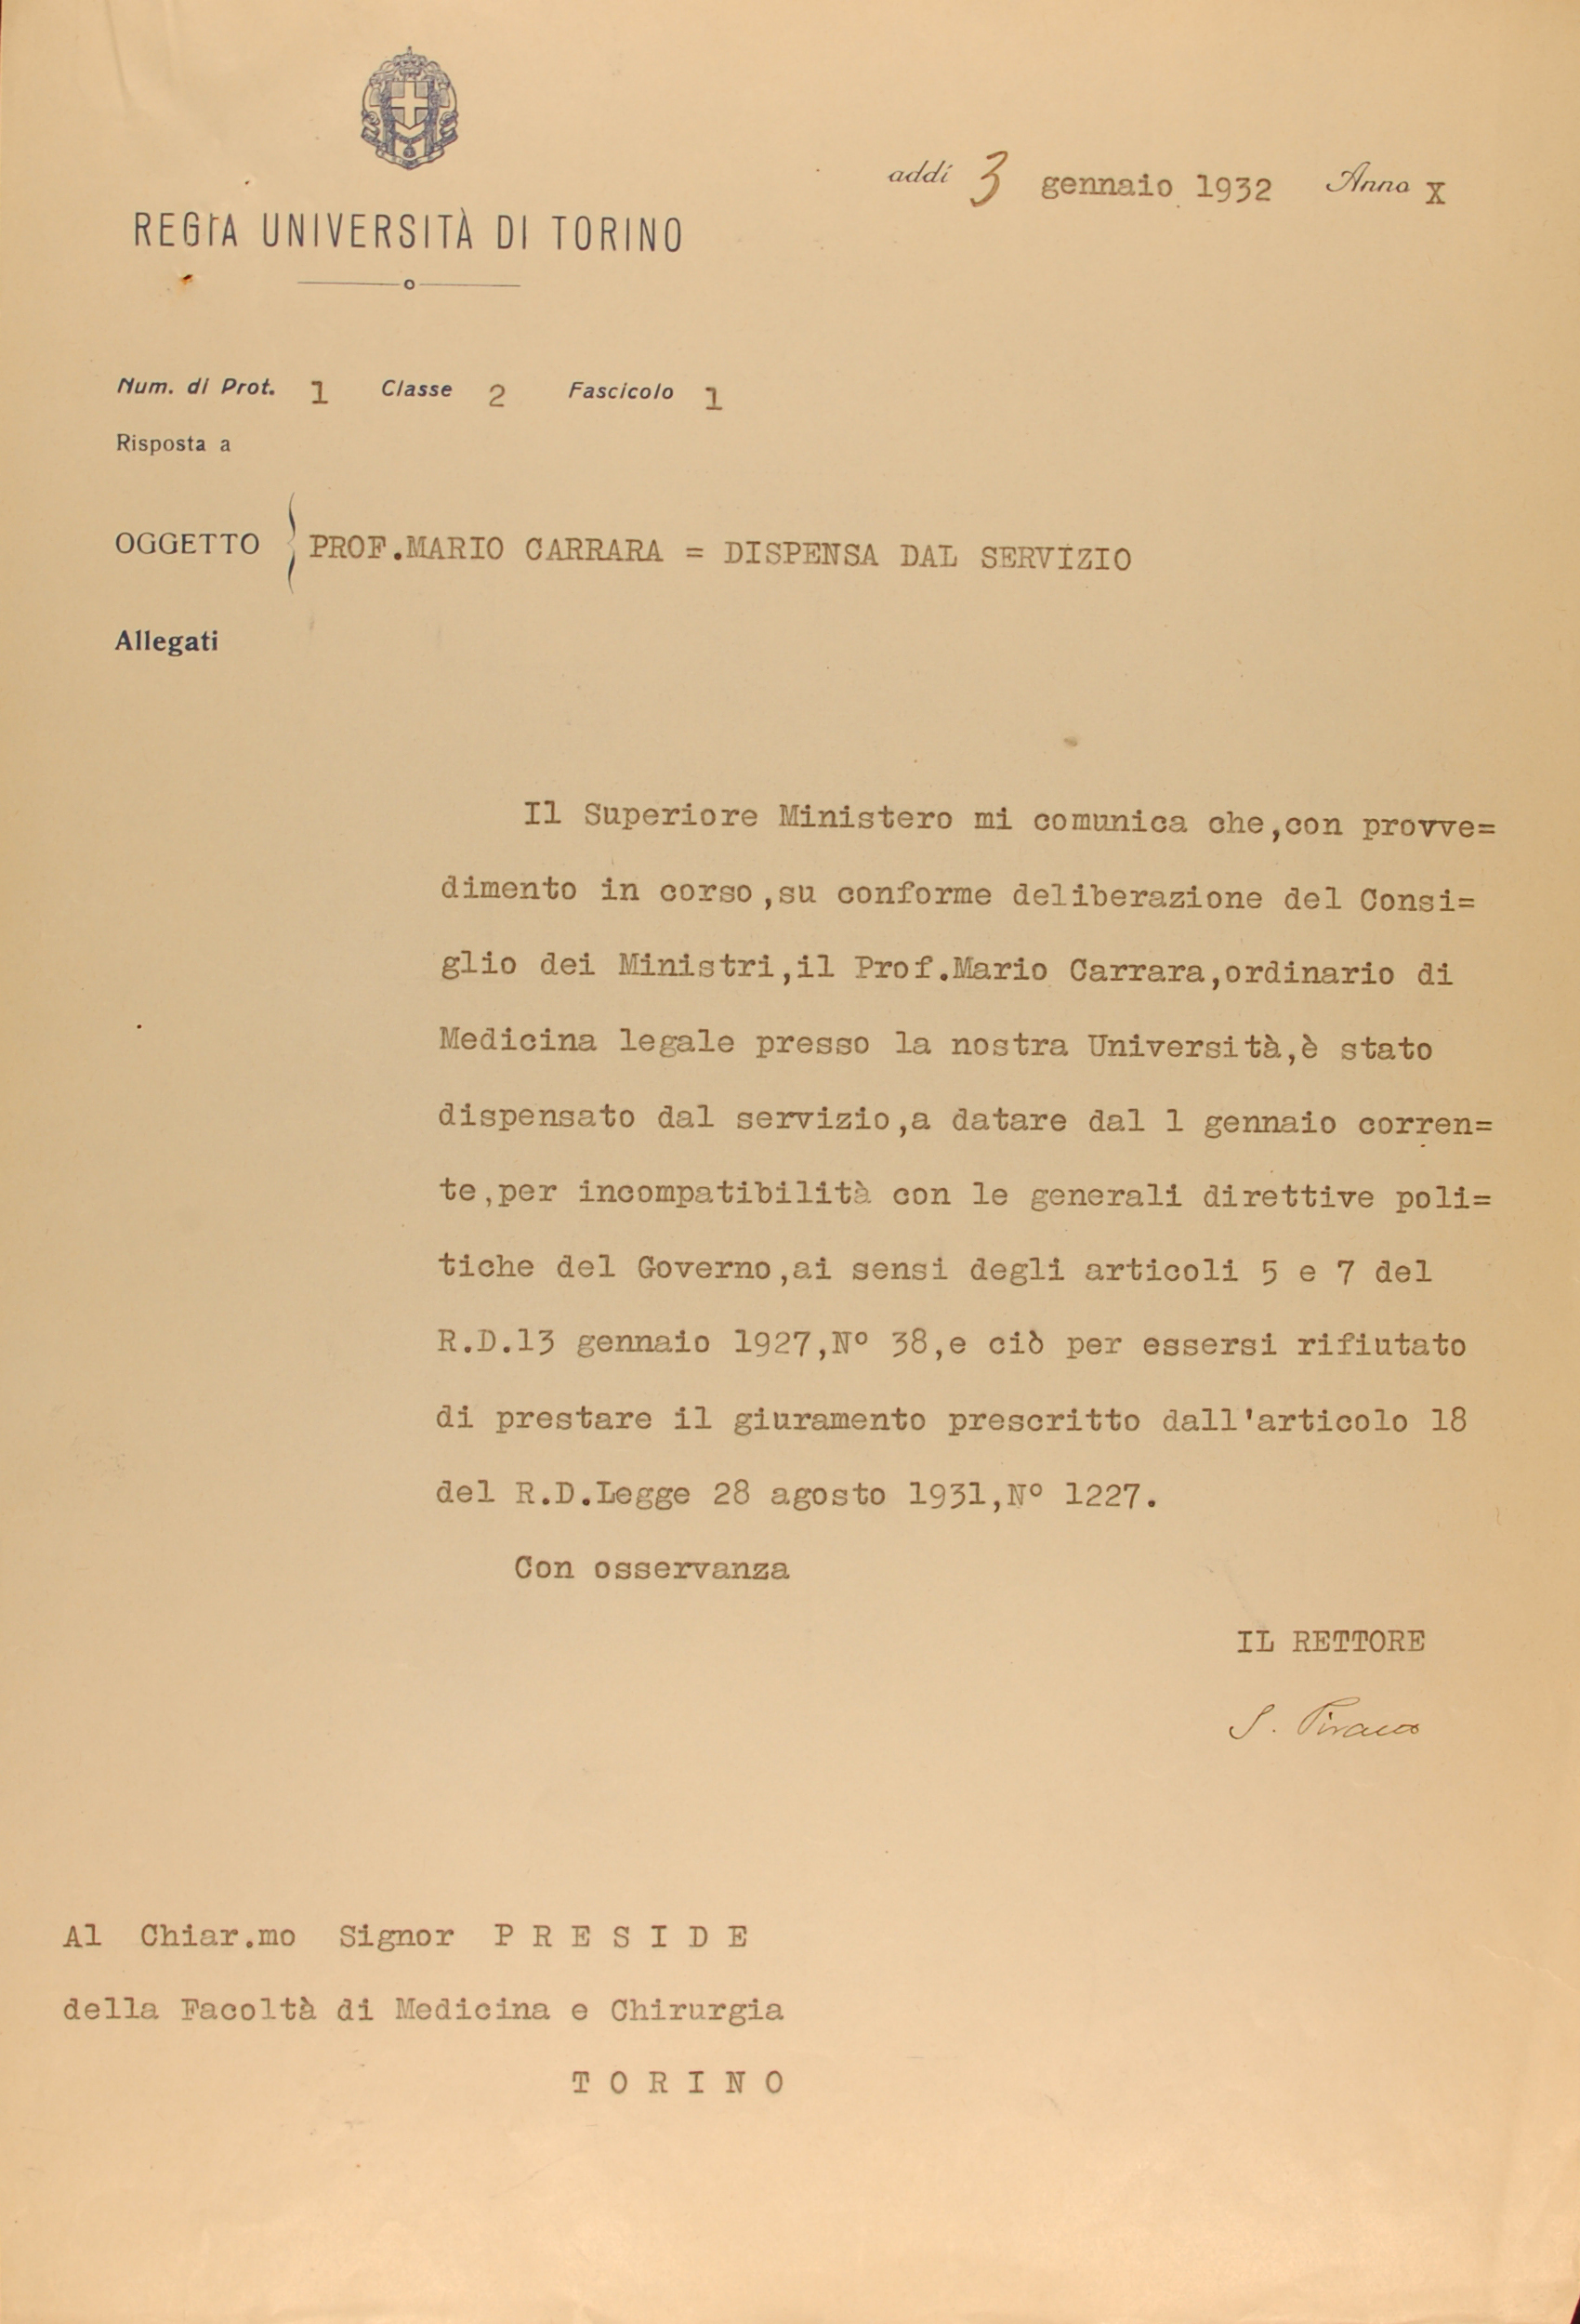 addì 3 gennaio 1932 Anno X
REGIA UNIVERSITÀ DI TORINO
Num. di Prot. 1 Classe 2 Fascicolo 1
Risposta a
OGGETTO PROF.MARIO CARRARA = DISPENSA DAL SERVIZIO
Allegati
Il Superiore Ministero mi comunica che,con provve=
dimento in corso,su conforme deliberazione del Consi=
glio dei Ministri,il Prof.Mario Carrara,ordinario di
Medicina legale presso la nostra Università,è stato
dispensato dal servizio,a datare dal 1 gennaio corren=
te,per incompatibilità con le generali direttive poli=
tiche del Governo,ai sensi degli articoli 5 e 7 del
R.D.13 gennaio 1927,Nº 38,e ciò per essersi rifiutato
di prestare il giuramento prescritto dall'articolo 18
del R.D.Legge 28 agosto 1931,Nº 1227.
Con osservanza
IL RETTORE
S.
Al Chiar.mo Signor P R E S I D E
della Facoltà di Medicina e Chirurgia
T O R I N O